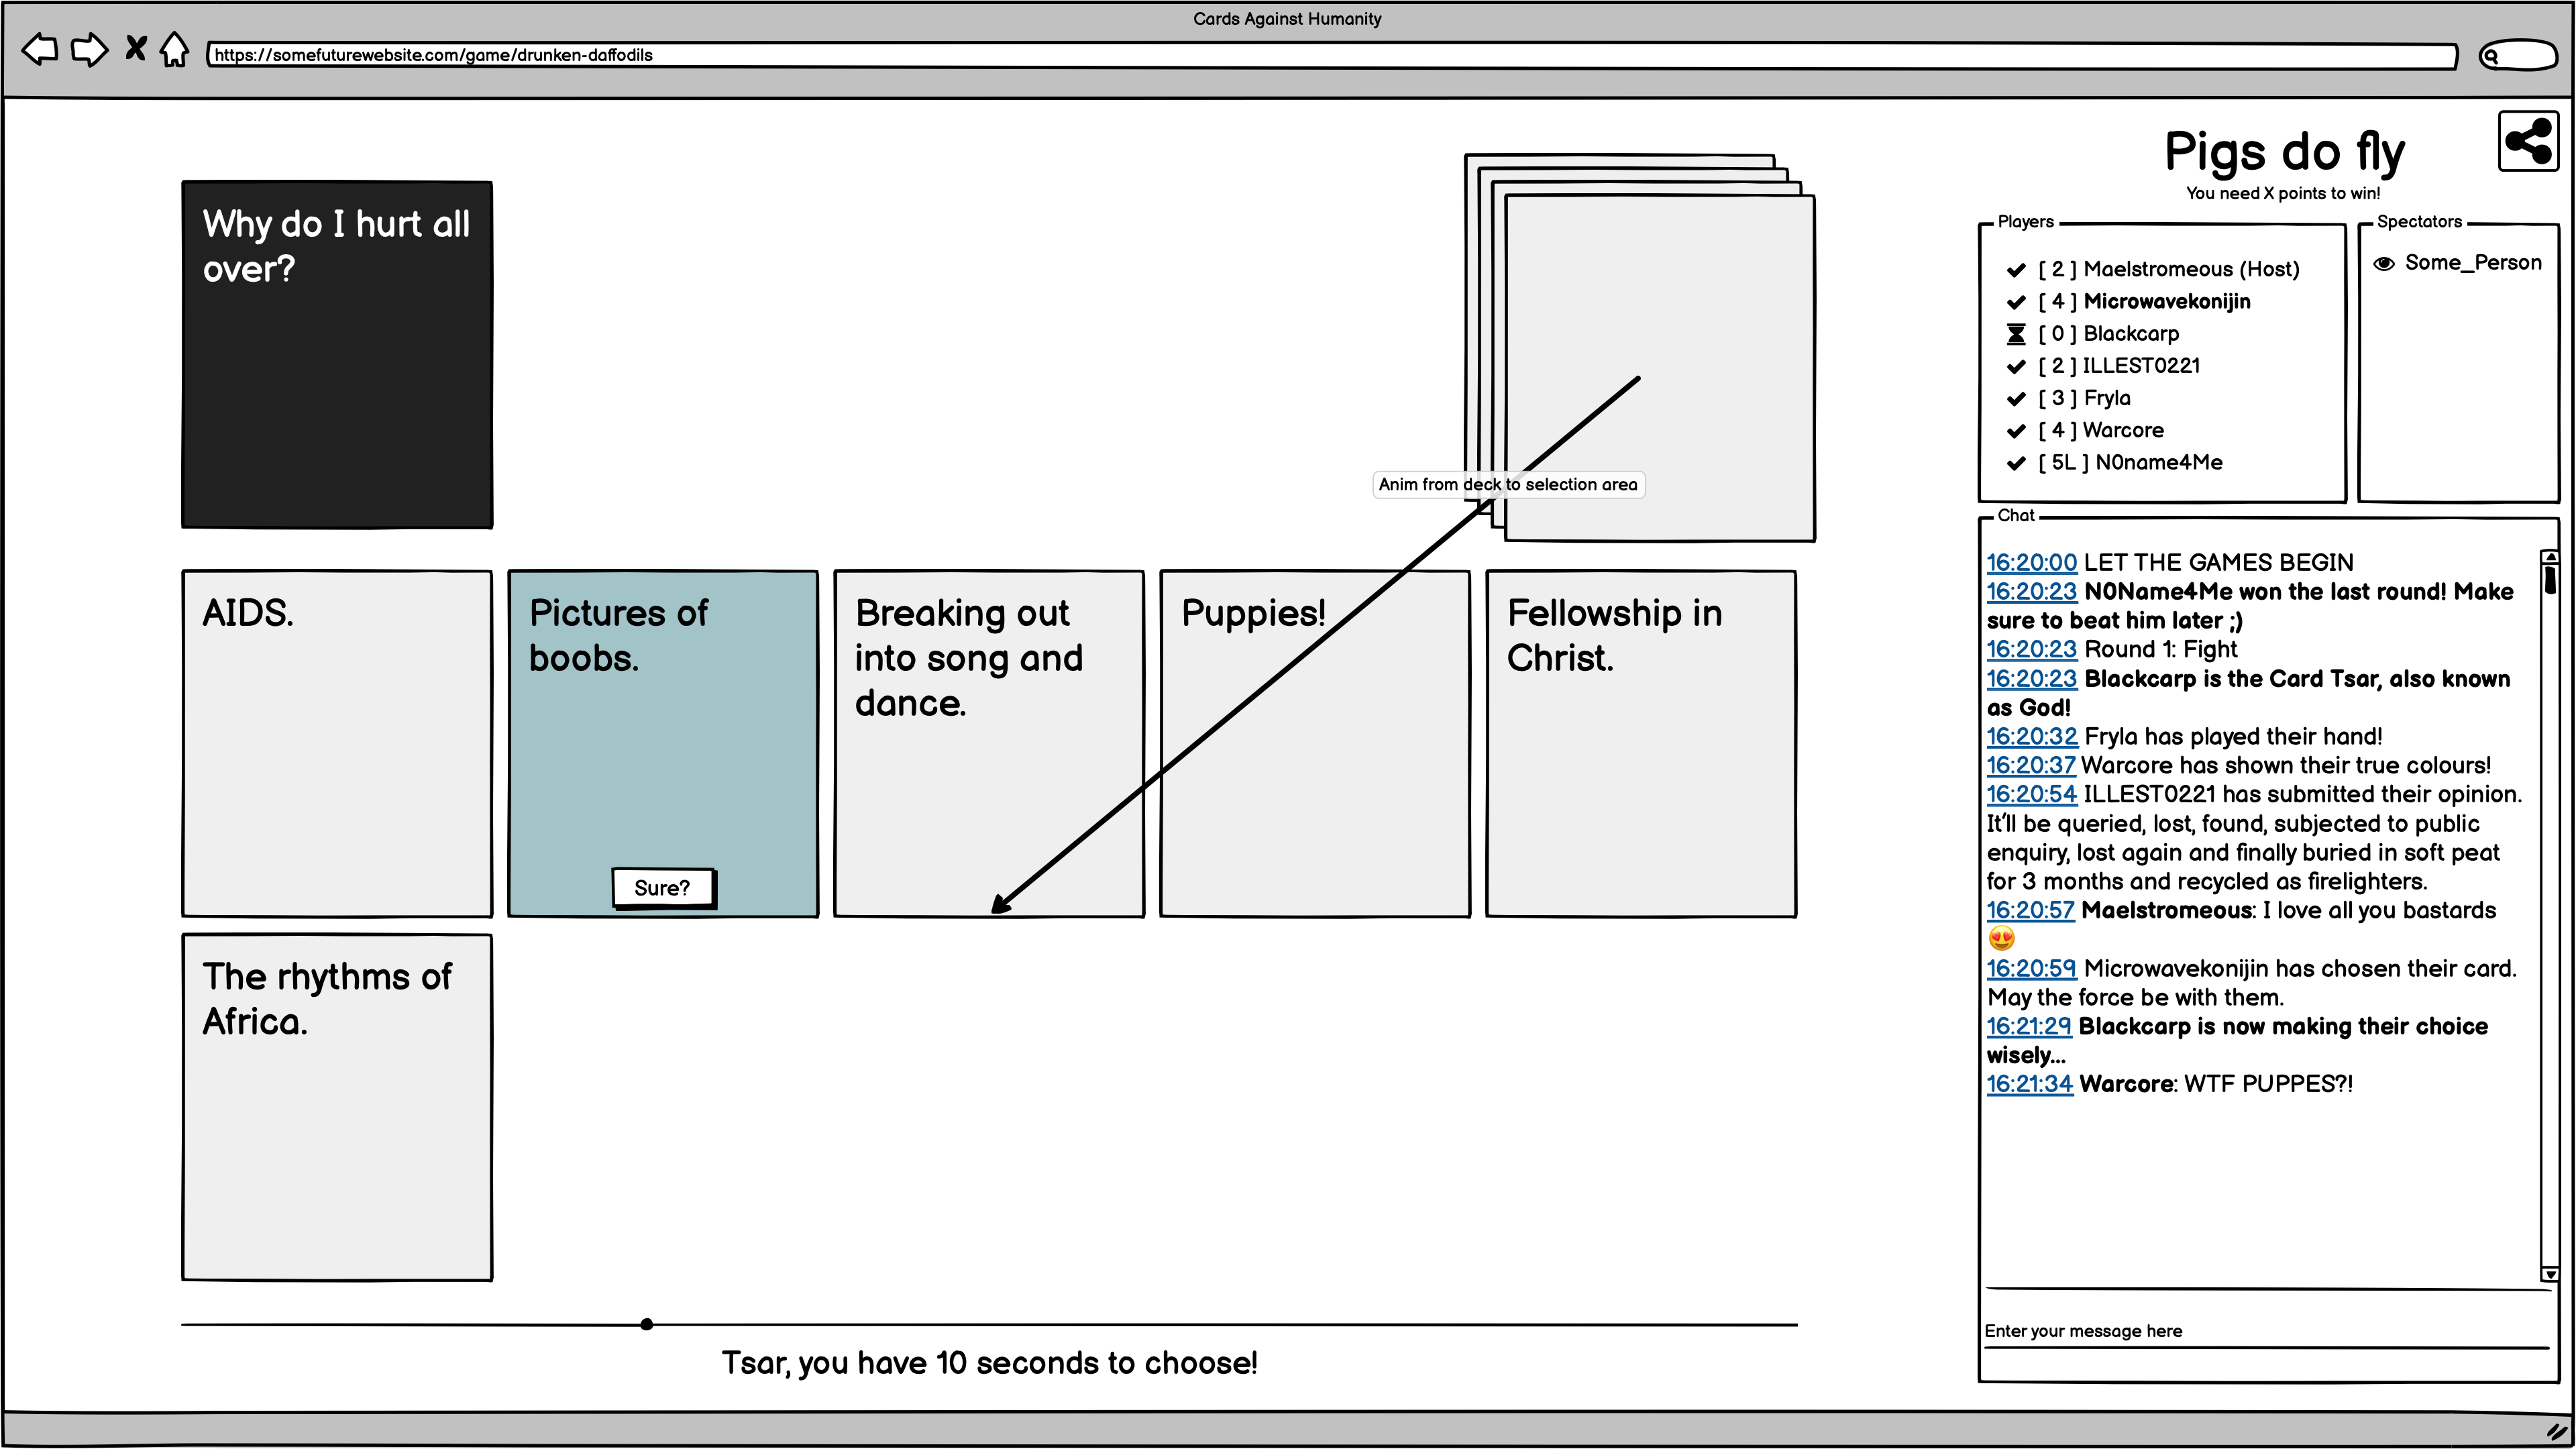 Cards Against Humanity
https://somefuturewebsite.com/game/drunken-daffodils
Why do I hurt all
over?
Anim from deck to selection area
AIDS.
Pictures of
boobs.
Sure?
Breaking out
into song and
dance.
Puppies!
Fellowship in
Christ.
The rhythms of
Africa.
Tsar, you have 10 seconds to choose!
Pigs do fly
You need X points to win!
Players
[ 2 ] Maelstromeous (Host)
[ 4 ] Microwavekonijin
[ 0 ] Blackcarp
[ 2 ] ILLEST0221
[ 3 ] Fryla
[ 4 ] Warcore
[ 5L ] N0name4Me
Spectators
Some_Person
Chat
16:20:00 LET THE GAMES BEGIN
16:20:23 N0Name4Me won the last round! Make
sure to beat him later ;)
16:20:23 Round 1: Fight
16:20:23 Blackcarp is the Card Tsar, also known
as God!
16:20:32 Fryla has played their hand!
16:20:37 Warcore has shown their true colours!
16:20:54 ILLEST0221 has submitted their opinion.
It'll be queried, lost, found, subjected to public
enquiry, lost again and finally buried in soft peat
for 3 months and recycled as firelighters.
16:20:57 Maelstromeous: I love all you bastards
😍
16:20:59 Microwavekonijin has chosen their card.
May the force be with them.
16:21:29 Blackcarp is now making their choice
wisely...
16:21:34 Warcore: WTF PUPPES?!
Enter your message here